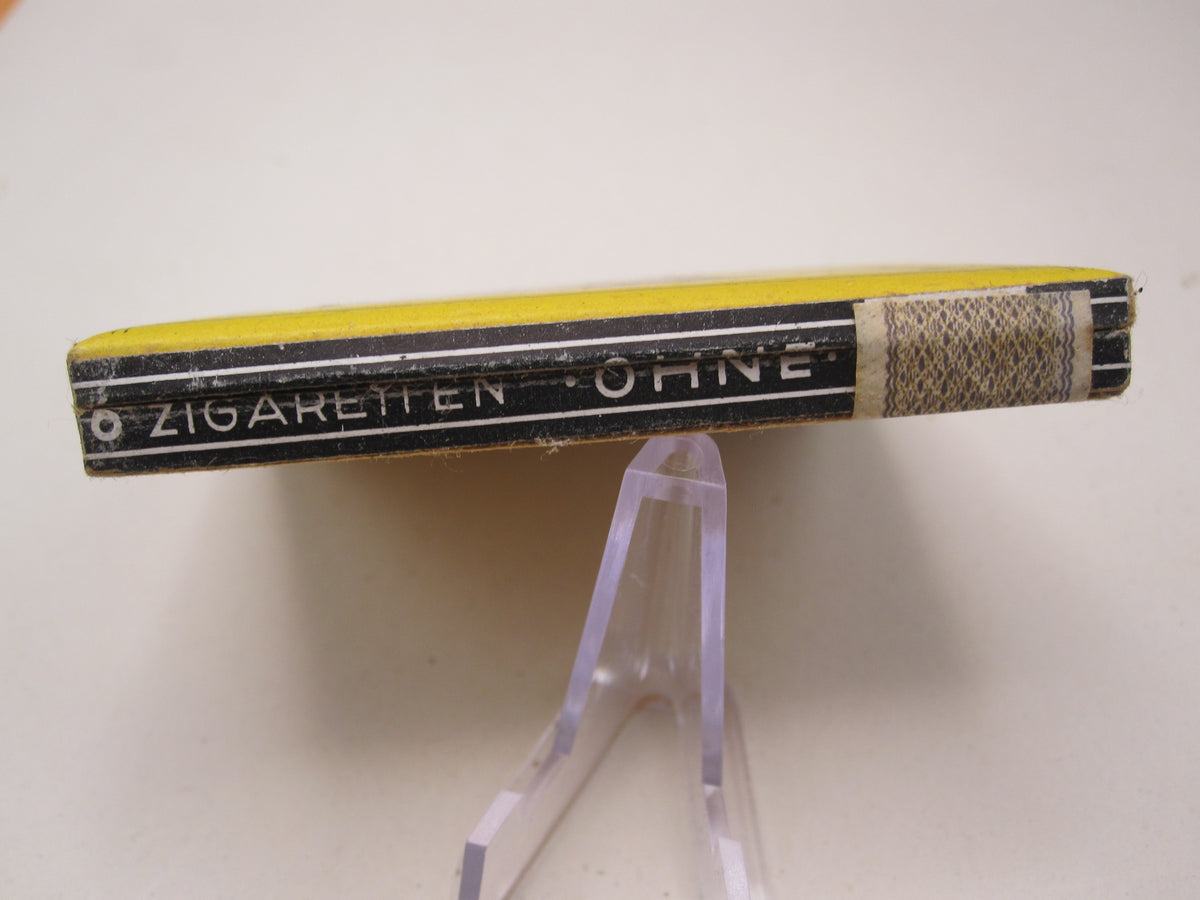 6 ZIGARETTEN · OHNE ·